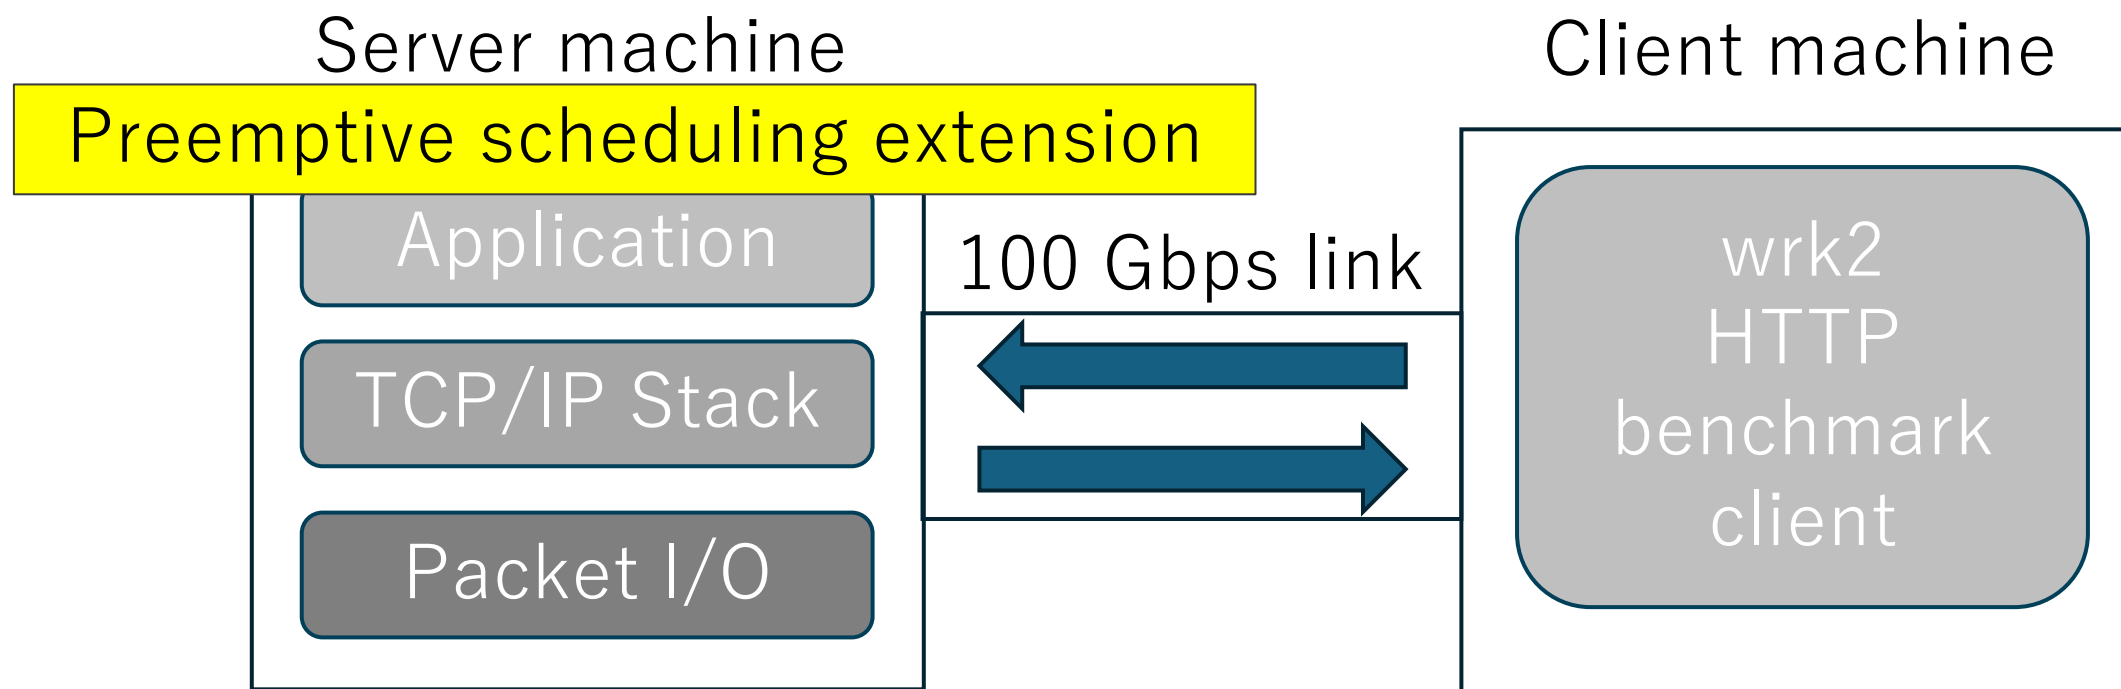 Server machine
Preemptive scheduling extension
Application
TCP/IP Stack
Packet I/O
100 Gbps link
Client machine
wrk2
HTTP
benchmark
client